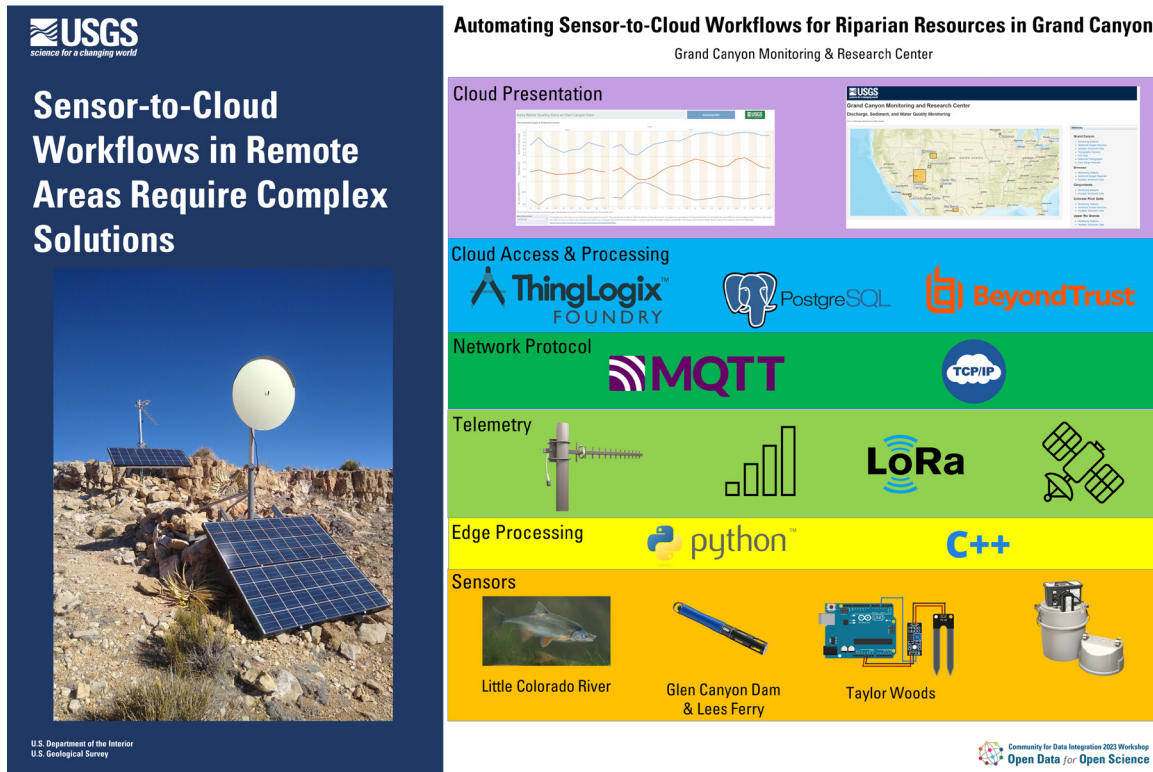 USGS
science for a changing world
Sensor-to-Cloud
Workflows in Remote
Areas Require Complex
Solutions
U.S. Department of the Interior
U.S. Geological Survey
Automating Sensor-to-Cloud Workflows for Riparian Resources in Grand Canyon
Grand Canyon Monitoring & Research Center
Cloud Presentation
USGS
USGS
Grand Canyon Monitoring and Research Center
Discharge, Sediment, and Water Quality Monitoring
Cloud Access & Processing
ThingLogix™
FOUNDRY
PostgreSQL
BeyondTrust
Network Protocol
MQTT
TCP/IP
Telemetry
LoRa
Edge Processing
python™
C++
Sensors
Little Colorado River
Glen Canyon Dam
& Lees Ferry
Taylor Woods
Community for Data Integration 2023 Workshop
Open Data for Open Science